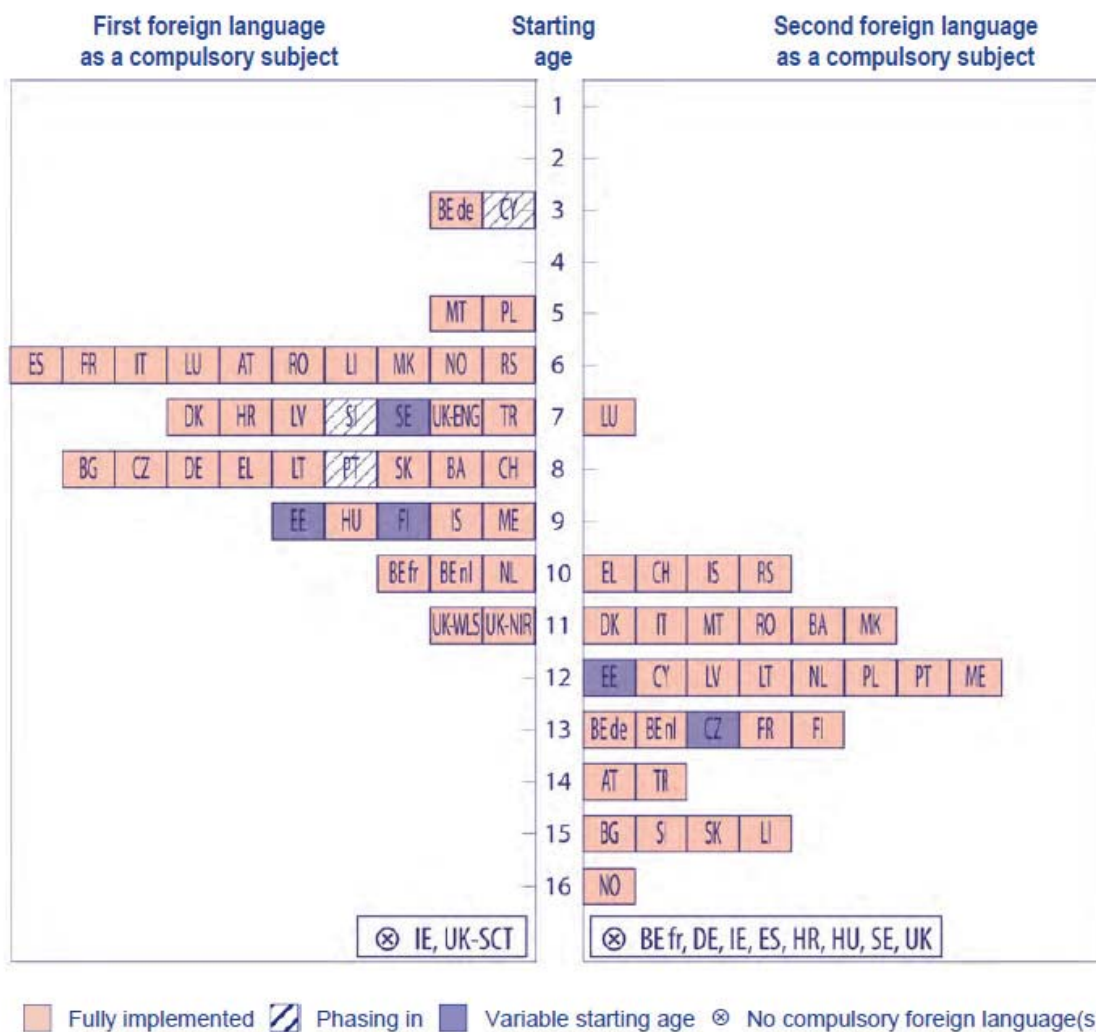 First foreign language Starting Second foreign language
as a compulsory subject age as a compulsory subject
1
2
BE de CY 3
4
MT PL 5
ES FR IT LU AT RO LI MK NO RS 6
DK HR LV SI SE UK-ENG TR 7 LU
BG CZ DE EL LT PT SK BA CH 8
EE HU FI IS ME 9
BE fr BE nl NL 10 EL CH IS RS
UK-WLS UK-NIR 11 DK IT MT RO BA MK
12 EE CY LV LT NL PL PT ME
13 BE de BE nl CZ FR FI
14 AT TR
15 BG SI SK LI
16 NO
⊗ IE, UK-SCT ⊗ BE fr, DE, IE, ES, HR, HU, SE, UK
Fully implemented Phasing in Variable starting age ⊗ No compulsory foreign language(s